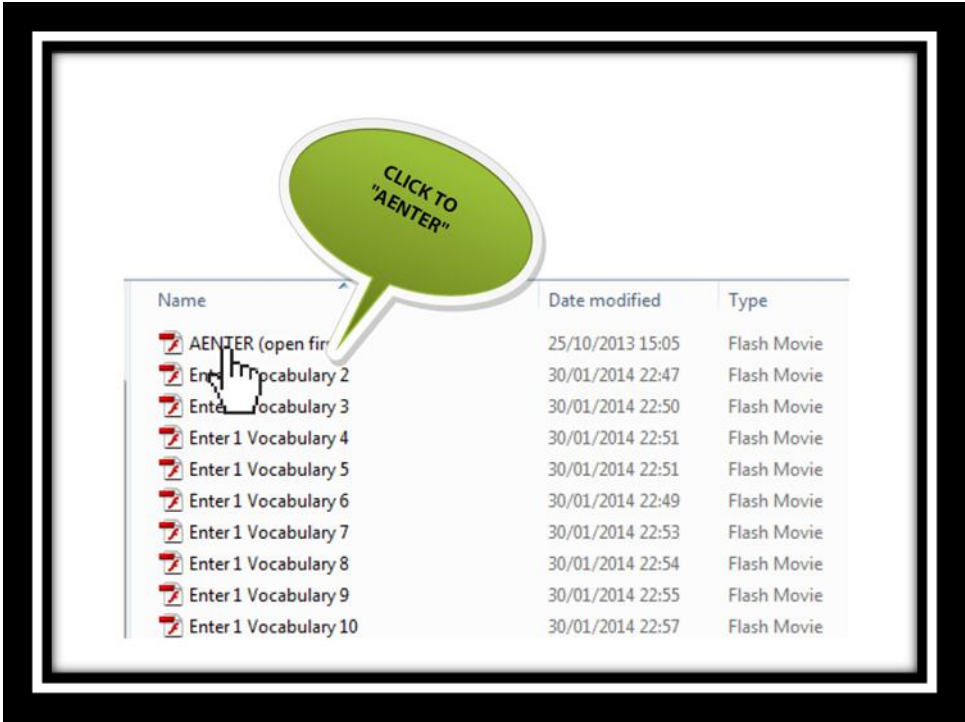 CLICK TO
"AENTER"
Name Date modified Type
AENTER (open 25/10/2013 15:05 Flash Movie
Vocabulary 2 30/01/2014 22:47 Flash Movie
Vocabulary 3 30/01/2014 22:50 Flash Movie
Enter 1 Vocabulary 4 30/01/2014 22:51 Flash Movie
Enter 1 Vocabulary 5 30/01/2014 22:51 Flash Movie
Enter 1 Vocabulary 6 30/01/2014 22:49 Flash Movie
Enter 1 Vocabulary 7 30/01/2014 22:53 Flash Movie
Enter 1 Vocabulary 8 30/01/2014 22:54 Flash Movie
Enter 1 Vocabulary 9 30/01/2014 22:55 Flash Movie
Enter 1 Vocabulary 10 30/01/2014 22:57 Flash Movie